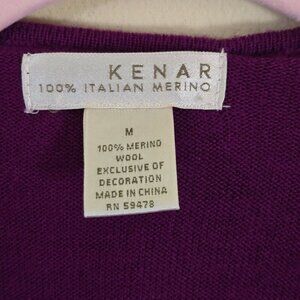 KENAR
100% ITALIAN MERINO
M
100% MERINO
WOOL
EXCLUSIVE OF
DECORATION
MADE IN CHINA
RN 59478